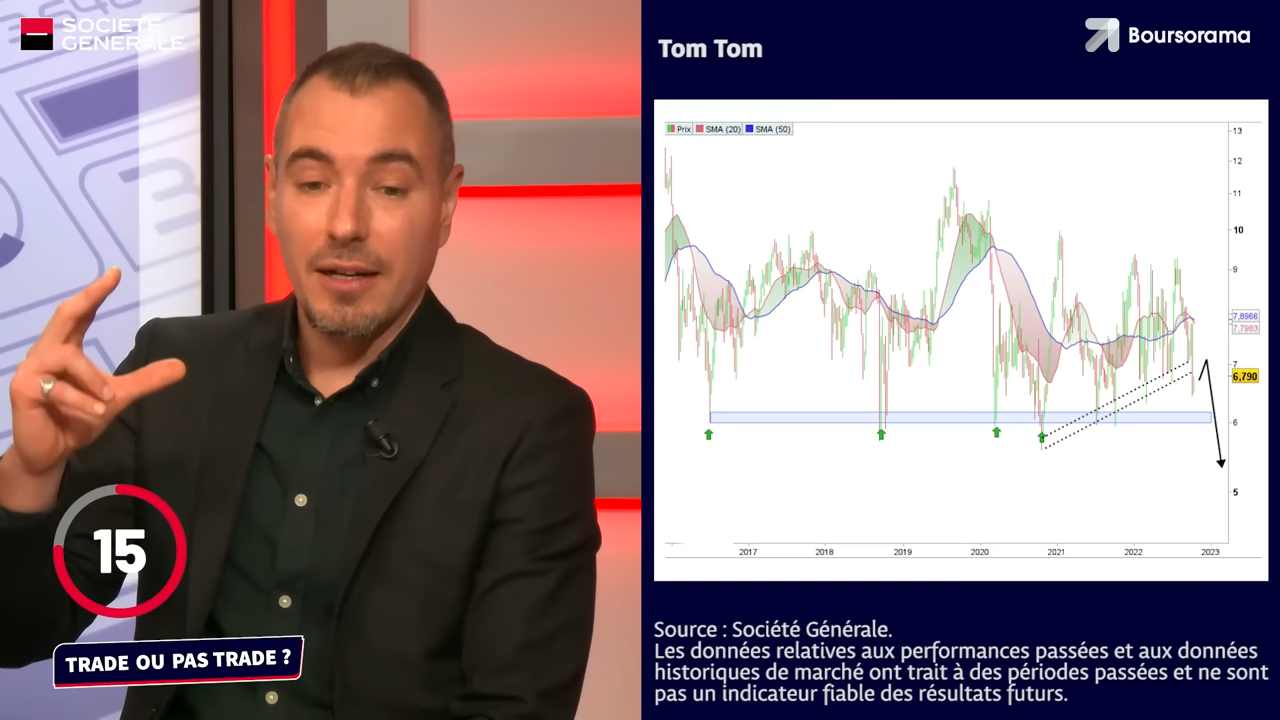 SOCIETE
GENERALE
Tom Tom
Boursorama
Prix SMA (20) SMA (50)
13
12
11
10
9
7,8966
7,7983
7
6,790
6
5
2017 2018 2019 2020 2021 2022 2023
15
TRADE OU PAS TRADE ?
Source : Société Générale.
Les données relatives aux performances passées et aux données
historiques de marché ont trait à des périodes passées et ne sont
pas un indicateur fiable des résultats futurs.